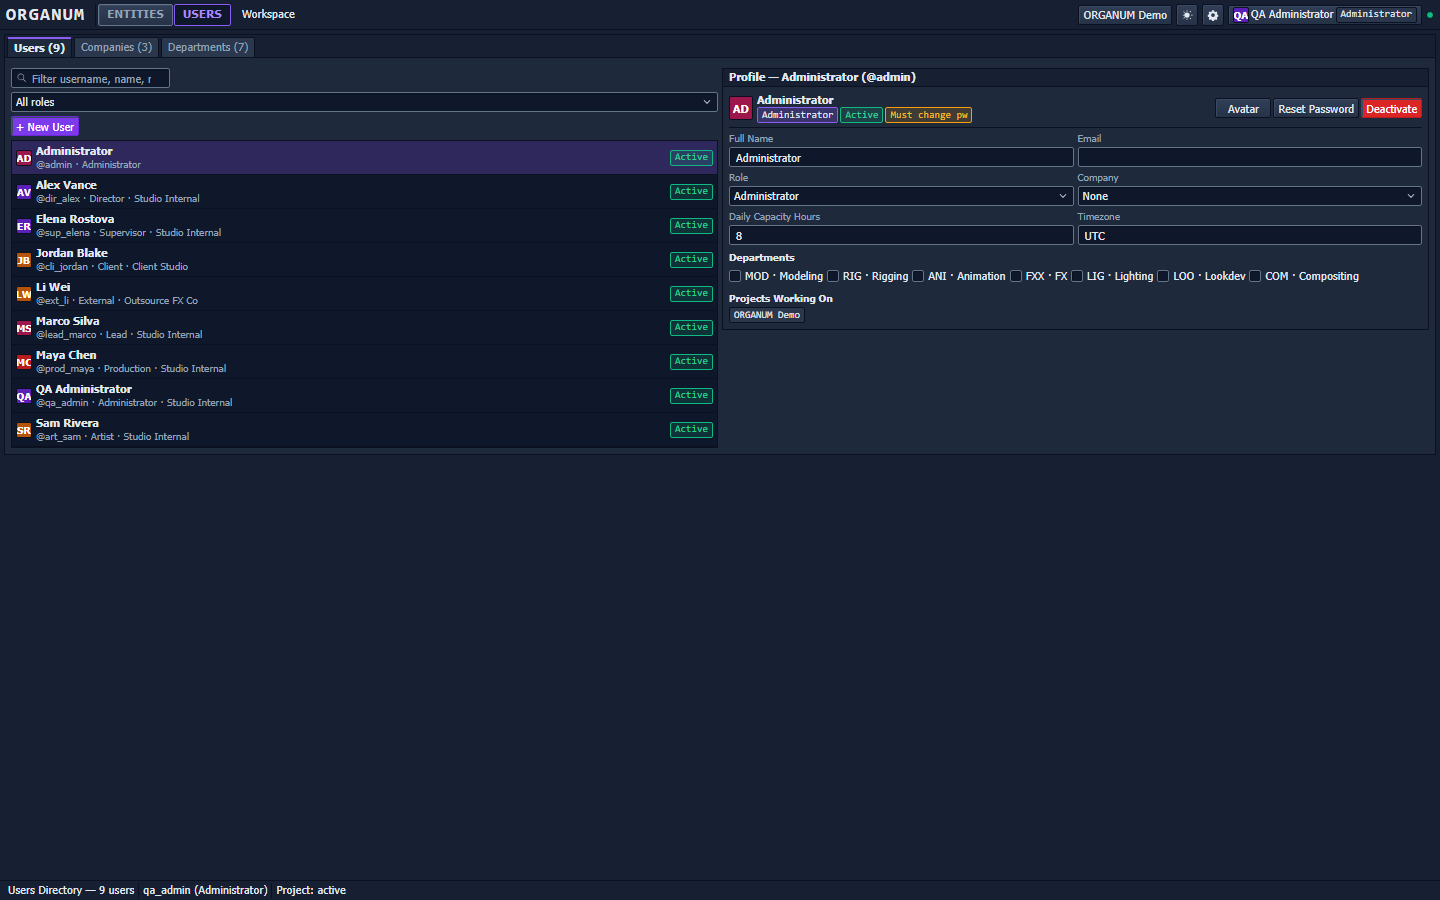 ORGANUM ENTITIES USERS Workspace ORGANUM Demo QA QA Administrator Administrator
Users (9) Companies (3) Departments (7)
Filter username, name, r
All roles
+ New User
AD Administrator
@admin · Administrator
Active
AV Alex Vance
@dir_alex · Director · Studio Internal
Active
ER Elena Rostova
@sup_elena · Supervisor · Studio Internal
Active
JB Jordan Blake
@cli_jordan · Client · Client Studio
Active
LW Li Wei
@ext_li · External · Outsource FX Co
Active
MS Marco Silva
@lead_marco · Lead · Studio Internal
Active
MC Maya Chen
@prod_maya · Production · Studio Internal
Active
QA QA Administrator
@qa_admin · Administrator · Studio Internal
Active
SR Sam Rivera
@art_sam · Artist · Studio Internal
Active
Profile — Administrator (@admin)
AD Administrator
Administrator Active Must change pw
Avatar Reset Password Deactivate
Full Name Email
Administrator
Role Company
Administrator None
Daily Capacity Hours Timezone
8 UTC
Departments
MOD · Modeling RIG · Rigging ANI · Animation FXX · FX LIG · Lighting LOO · Lookdev COM · Compositing
Projects Working On
ORGANUM Demo
Users Directory — 9 users qa_admin (Administrator) Project: active